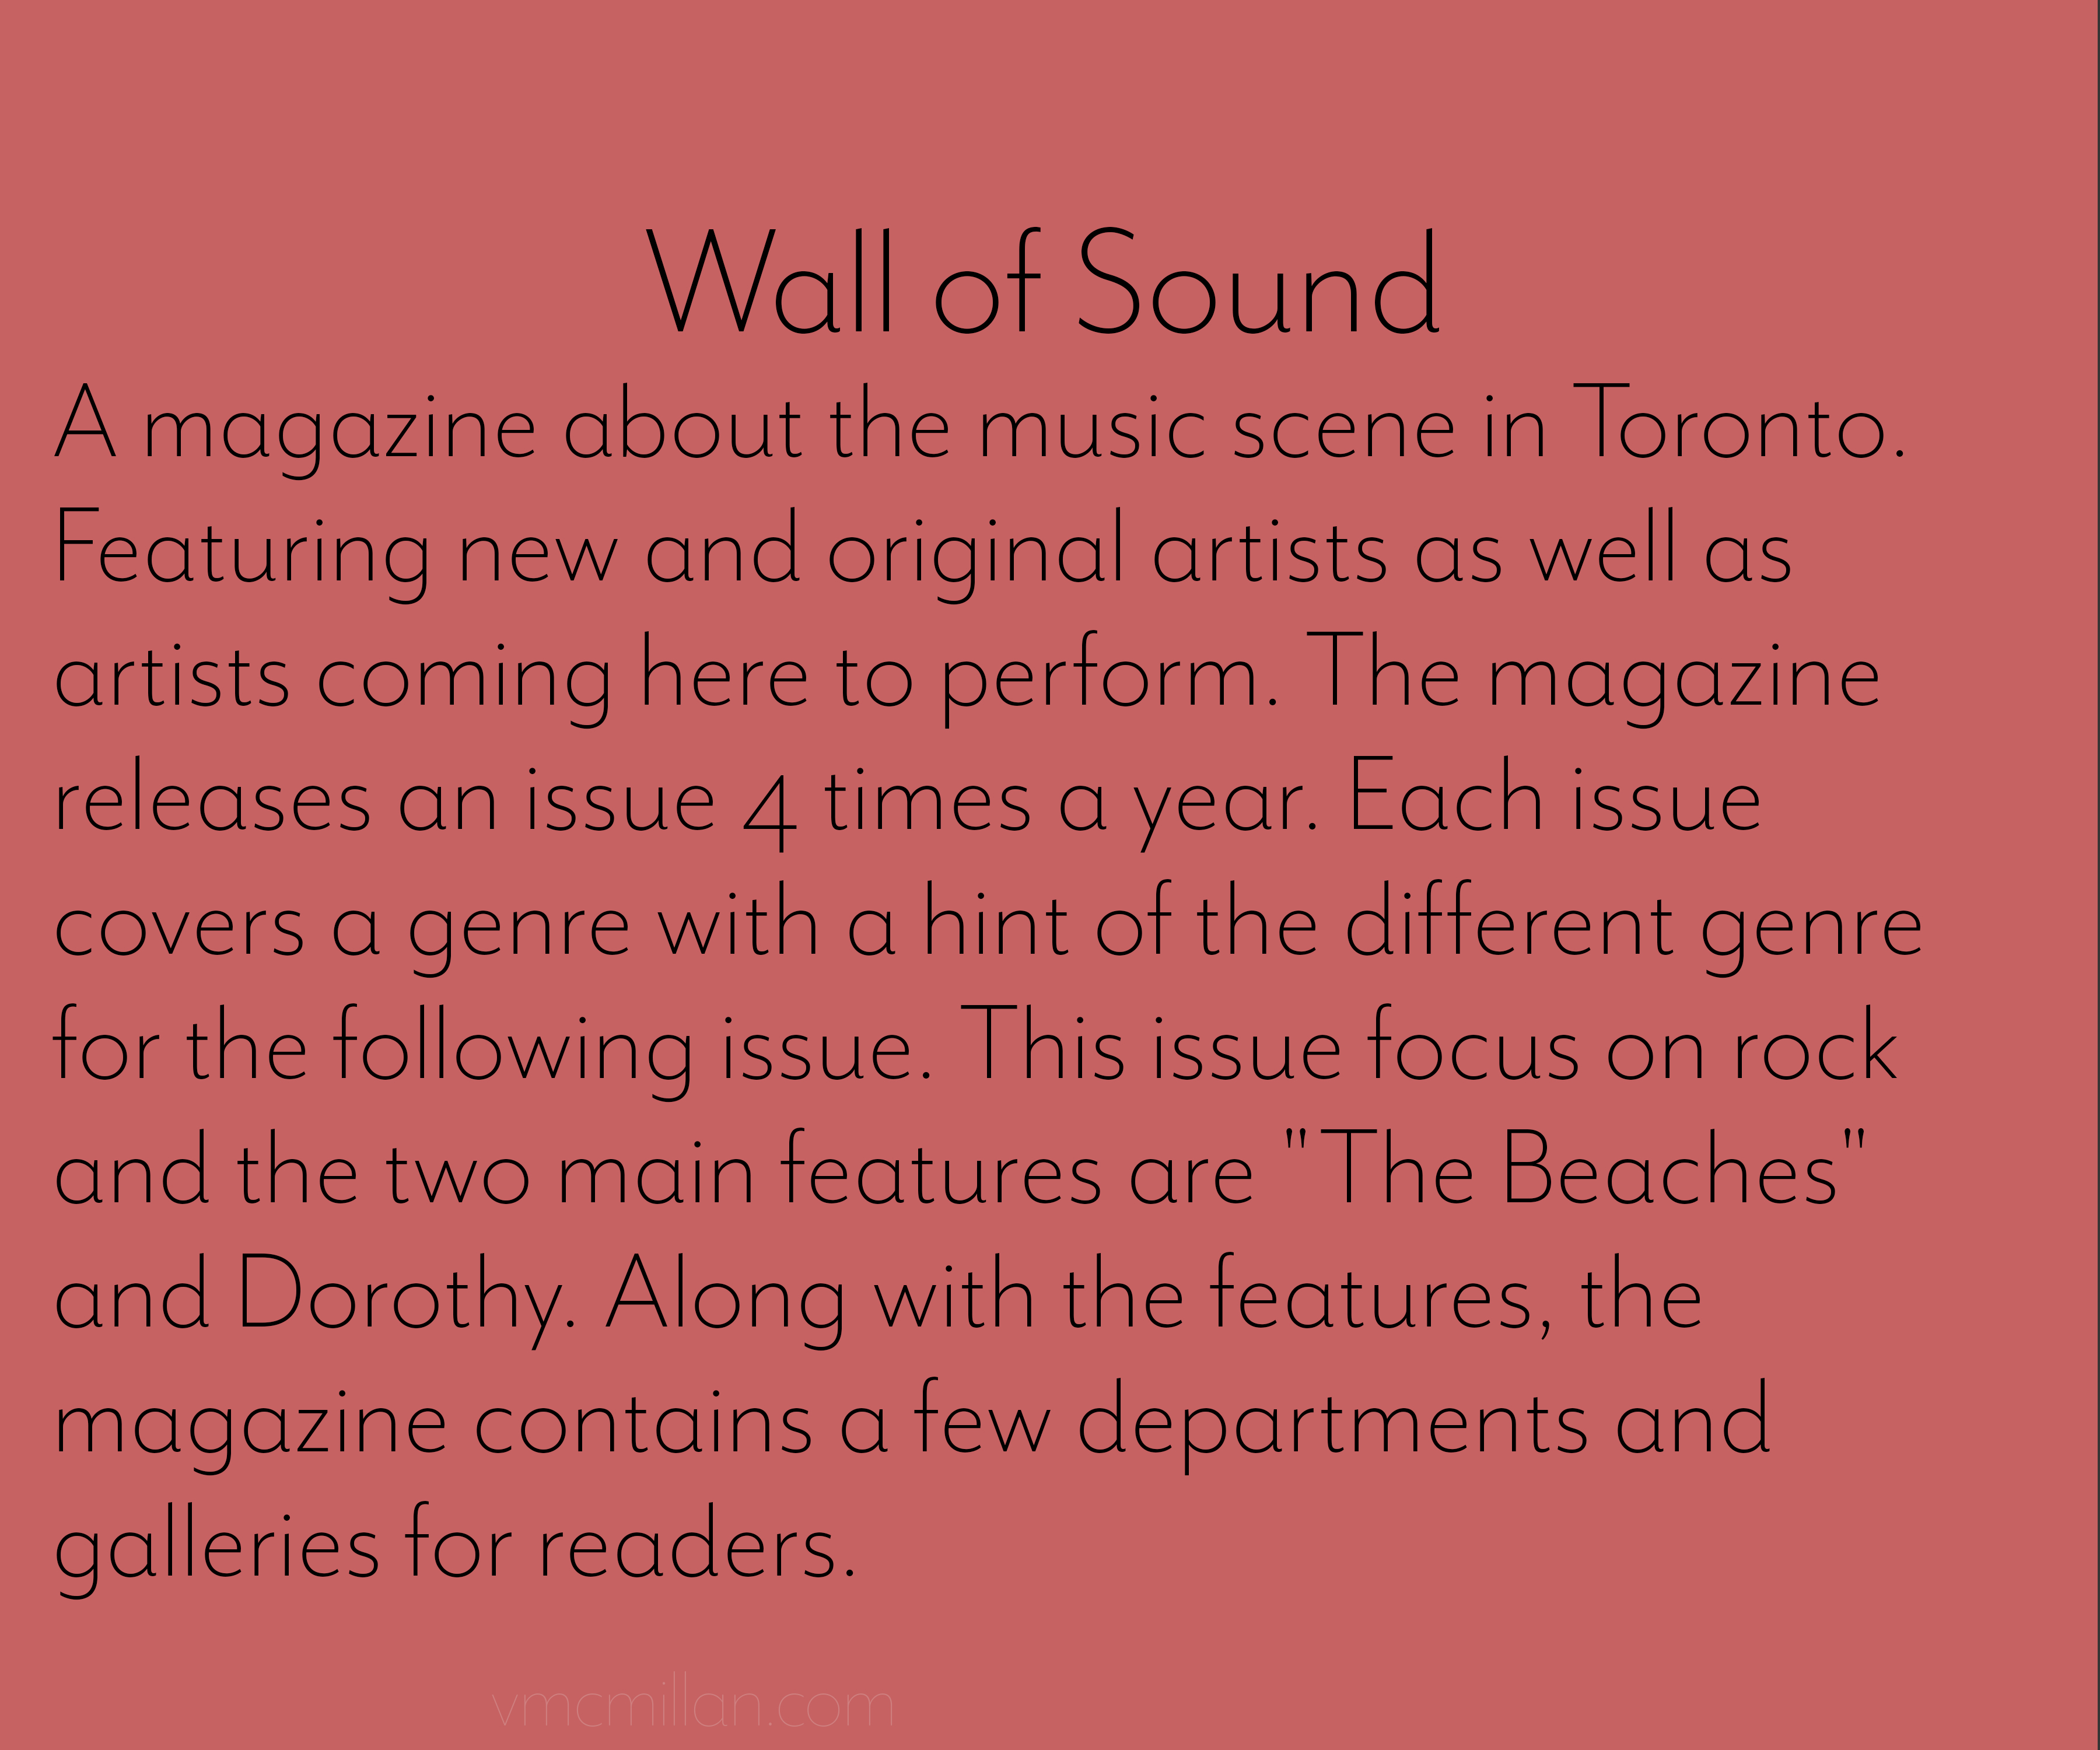 Wall of Sound
A magazine about the music scene in Toronto.
Featuring new and original artists as well as
artists coming here to perform. The magazine
releases an issue 4 times a year. Each issue
covers a genre with a hint of the different genre
for the following issue. This issue focus on rock
and the two main features are "The Beaches"
and Dorothy. Along with the features, the
magazine contains a few departments and
galleries for readers.
vmcmillan.com